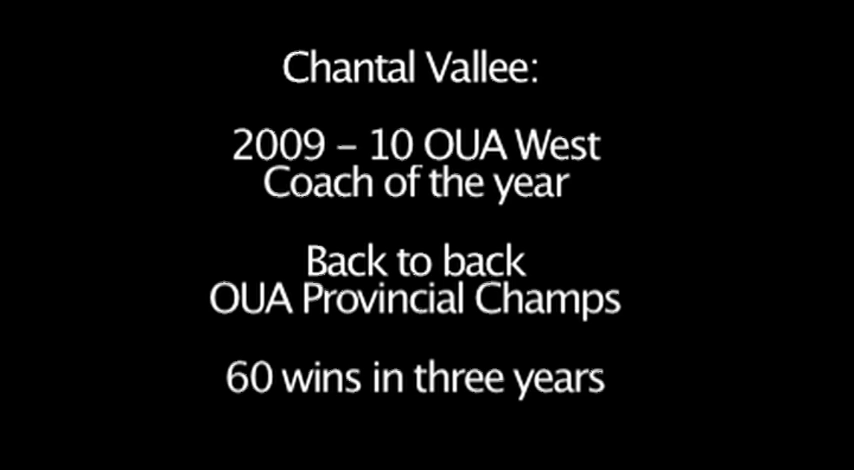 Chantal Vallee:
2009 – 10 OUA West
Coach of the year
Back to back
OUA Provincial Champs
60 wins in three years